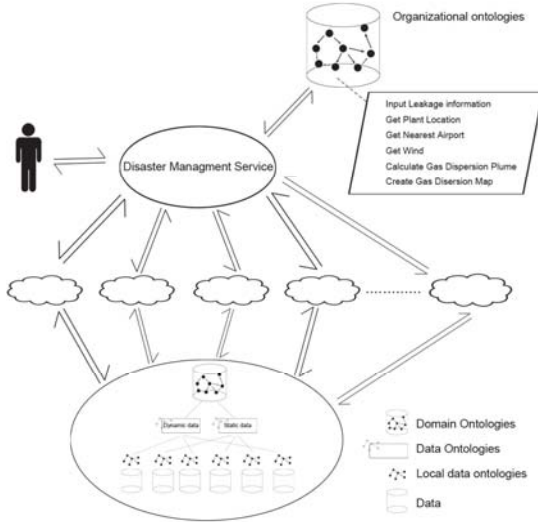 Organizational ontologies
Input Leakage information
Get Plant Location
Get Nearest Airport
Get Wind
Calculate Gas Dispersion Plume
Create Gas Disersion Map
Disaster Managment Service
Dynamic data
Static data
Domain Ontologies
Data Ontologies
Local data ontologies
Data